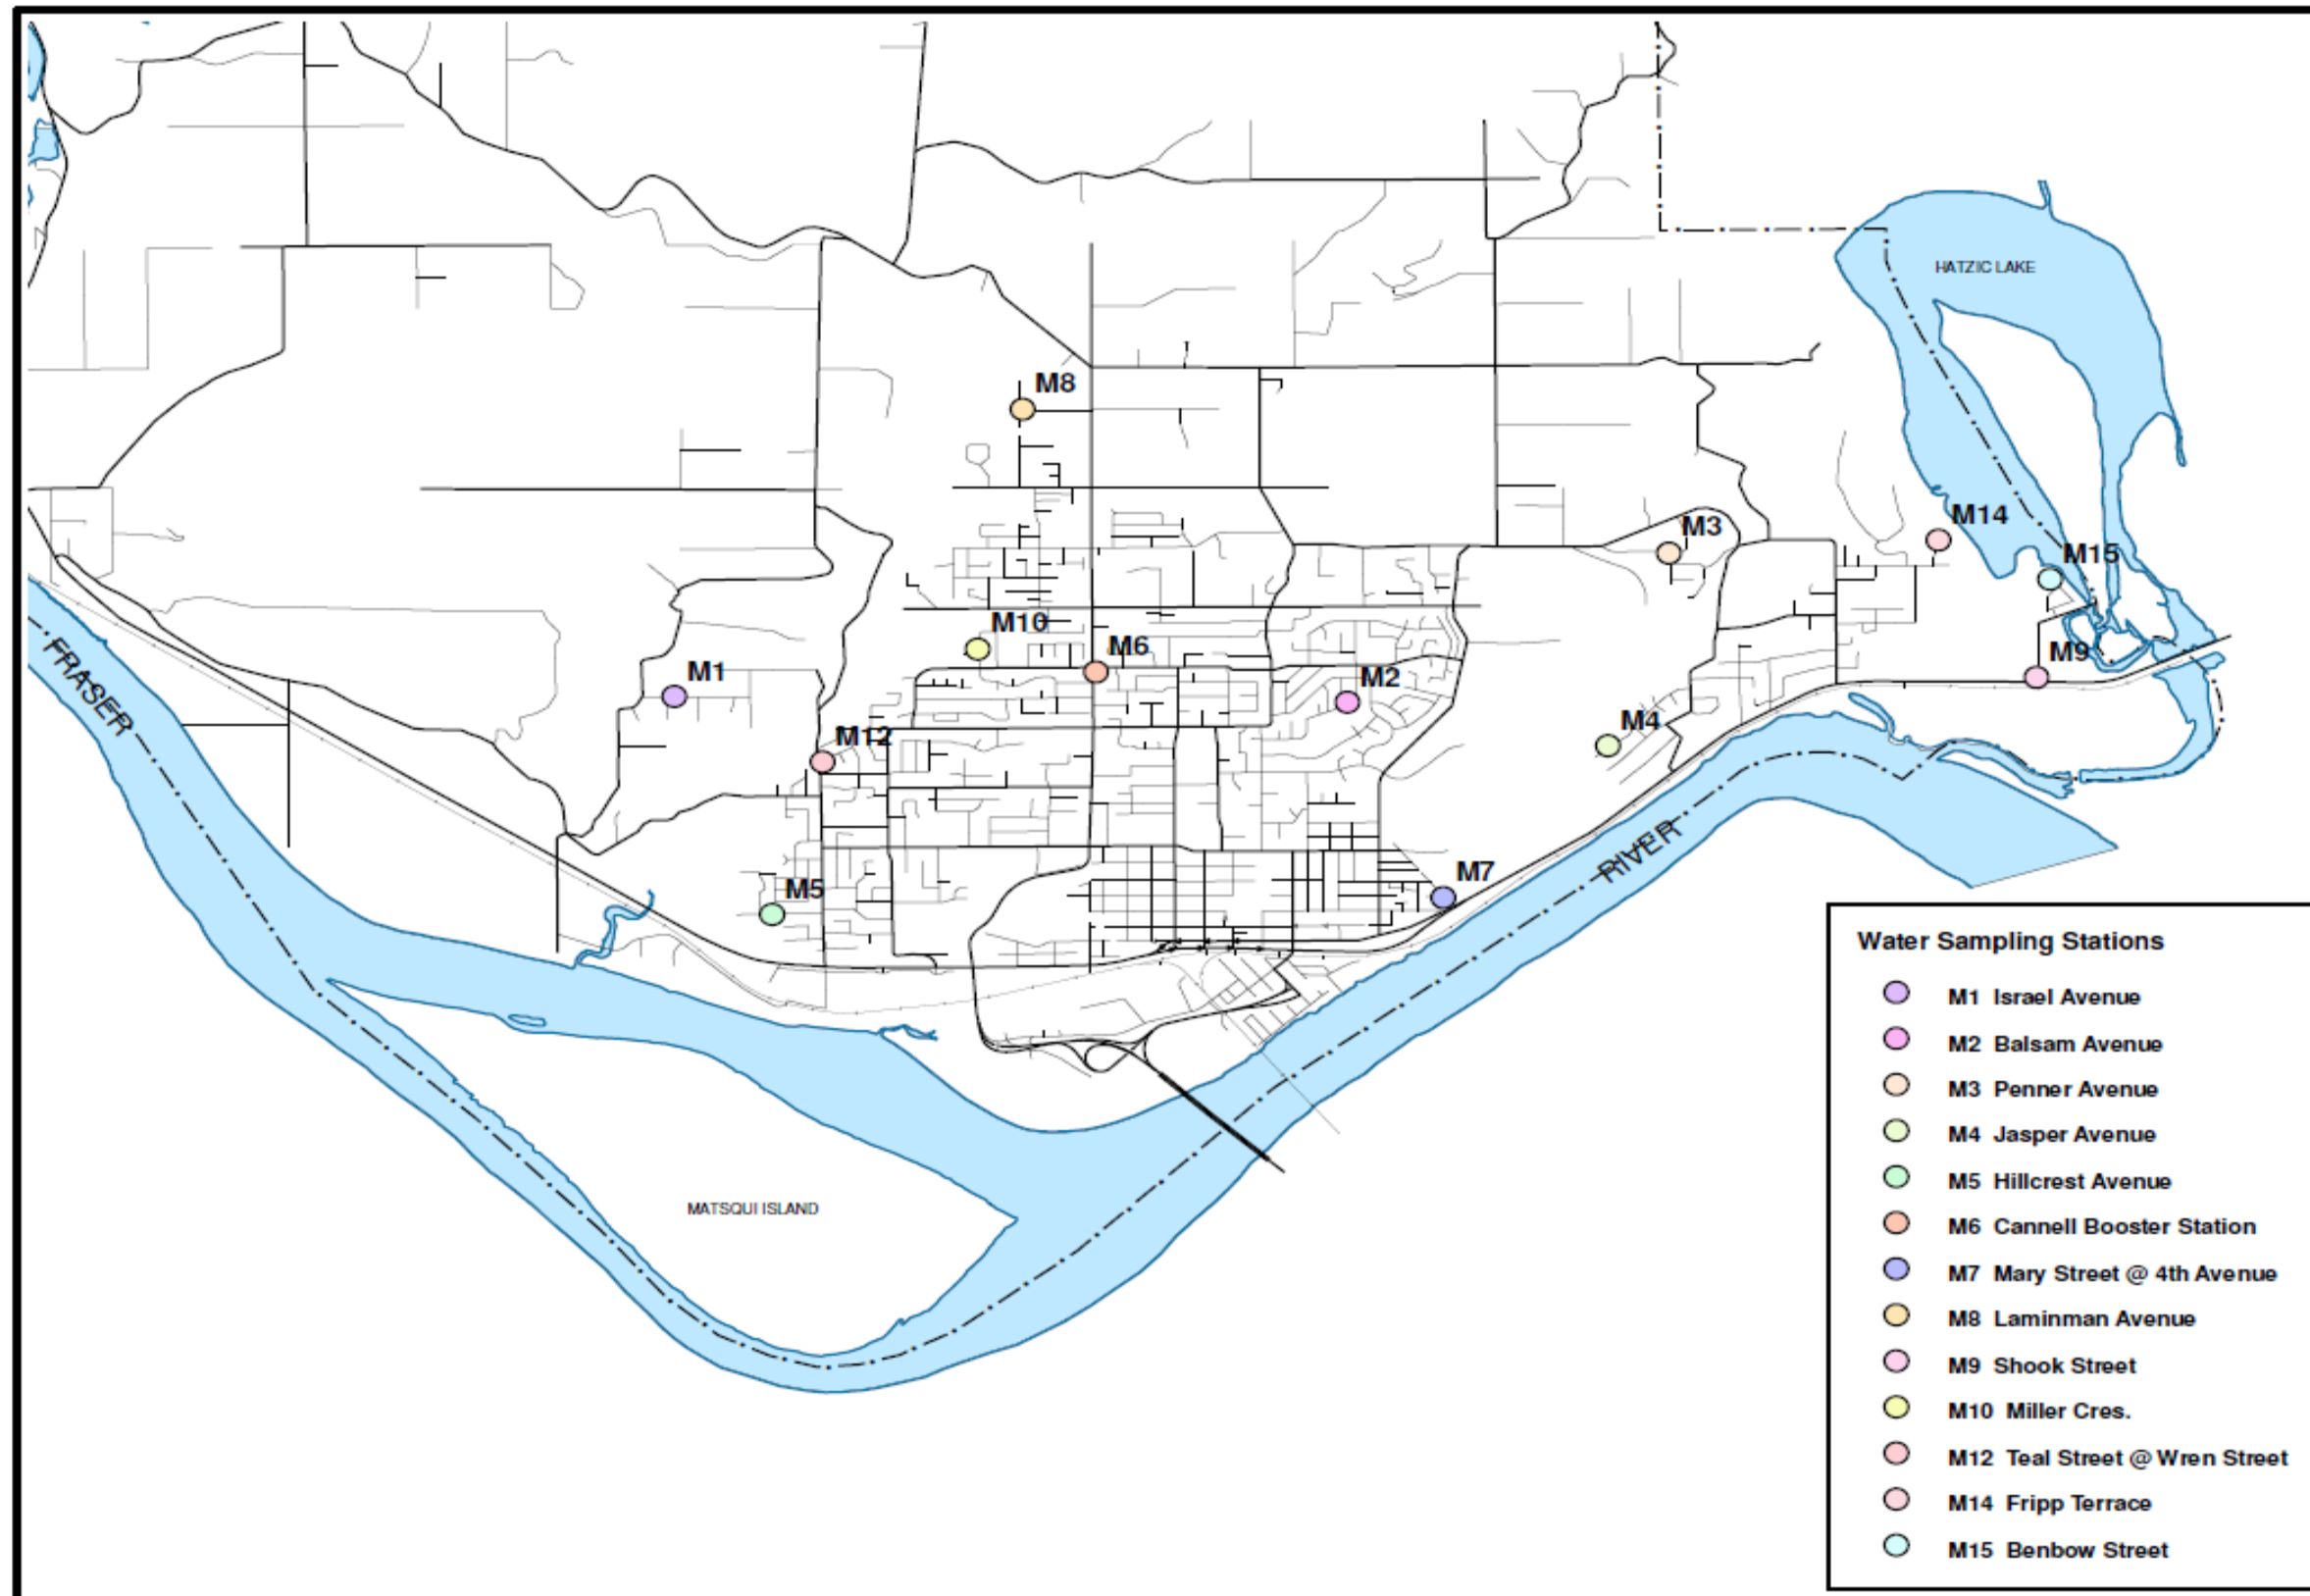 HATZIC LAKE
M8
M14
M3
M15
M10
M6
M9
M1
M2
M4
M12
RIVER
M7
M5
FRASER
MATSQUI ISLAND
Water Sampling Stations
M1 Israel Avenue
M2 Balsam Avenue
M3 Penner Avenue
M4 Jasper Avenue
M5 Hillcrest Avenue
M6 Cannell Booster Station
M7 Mary Street @ 4th Avenue
M8 Laminman Avenue
M9 Shook Street
M10 Miller Cres.
M12 Teal Street @ Wren Street
M14 Fripp Terrace
M15 Benbow Street